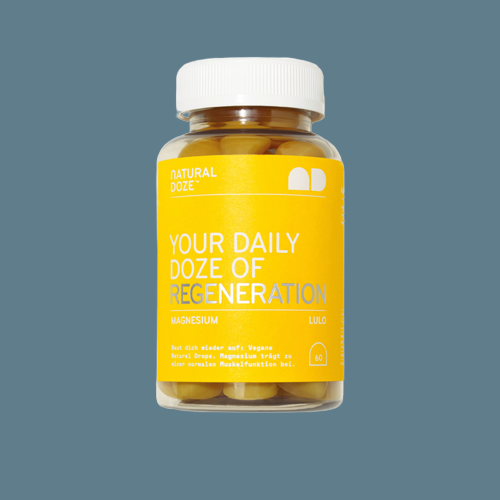 NATURAL
DOZE™
YOUR DAILY
DOZE OF
REGENERATION
MAGNESIUM LULO
Baut dich wieder auf: Vegane
Natural Drops. Magnesium trägt zu
einer normalen Muskelfunktion bei.
60